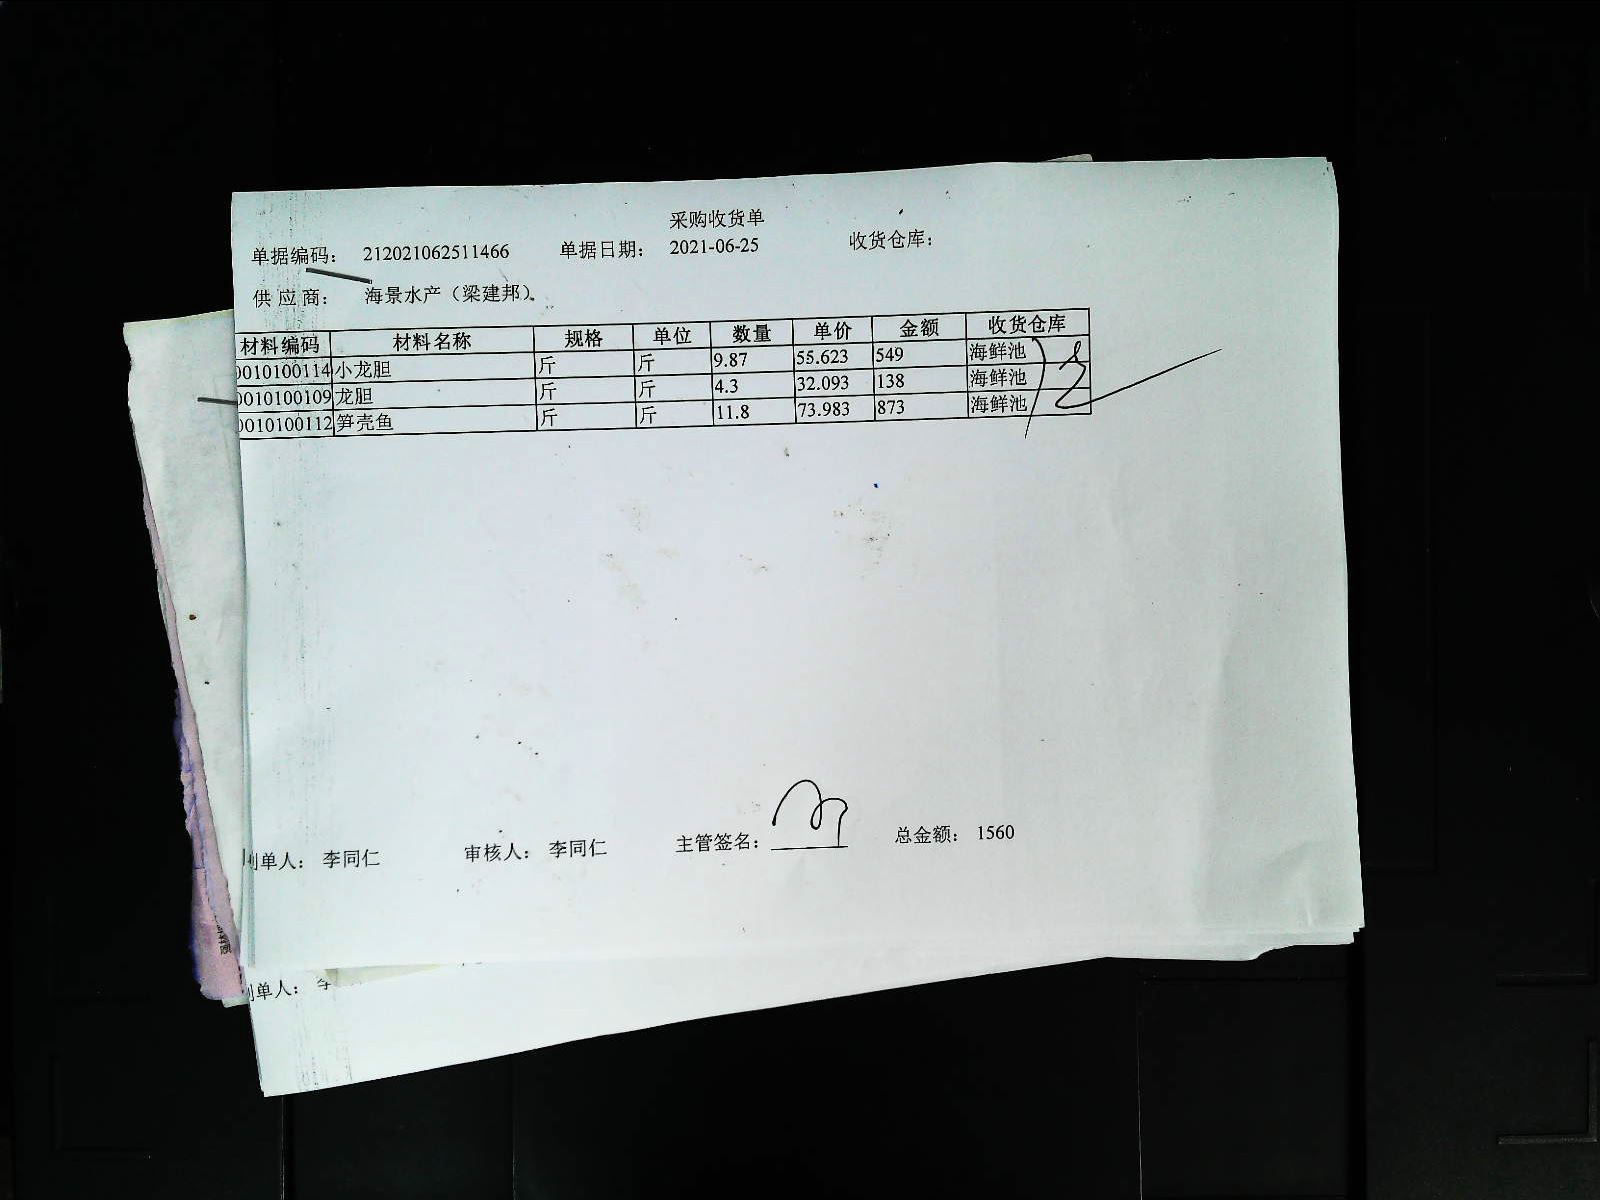 采购收货单
单据编码： 212021062511466 单据日期： 2021-06-25 收货仓库：
供应商： 海景水产（梁建邦）
材料编码 材料名称 规格 单位 数量 单价 金额 收货仓库
0010100114 小龙胆 斤 斤 9.87 55.623 549 海鲜池
0010100109 龙胆 斤 斤 4.3 32.093 138 海鲜池
0010100112 笋壳鱼 斤 斤 11.8 73.983 873 海鲜池
制单人： 李同仁 审核人： 李同仁 主管签名： 总金额： 1560
制单人：